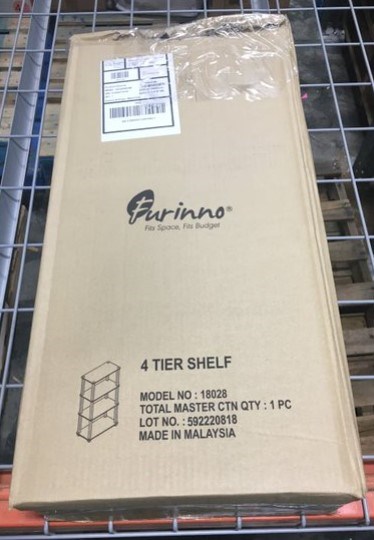 Furinno®
Fits Space, Fits Budget
4 TIER SHELF
MODEL NO : 18028
TOTAL MASTER CTN QTY : 1 PC
LOT NO. : 592220818
MADE IN MALAYSIA